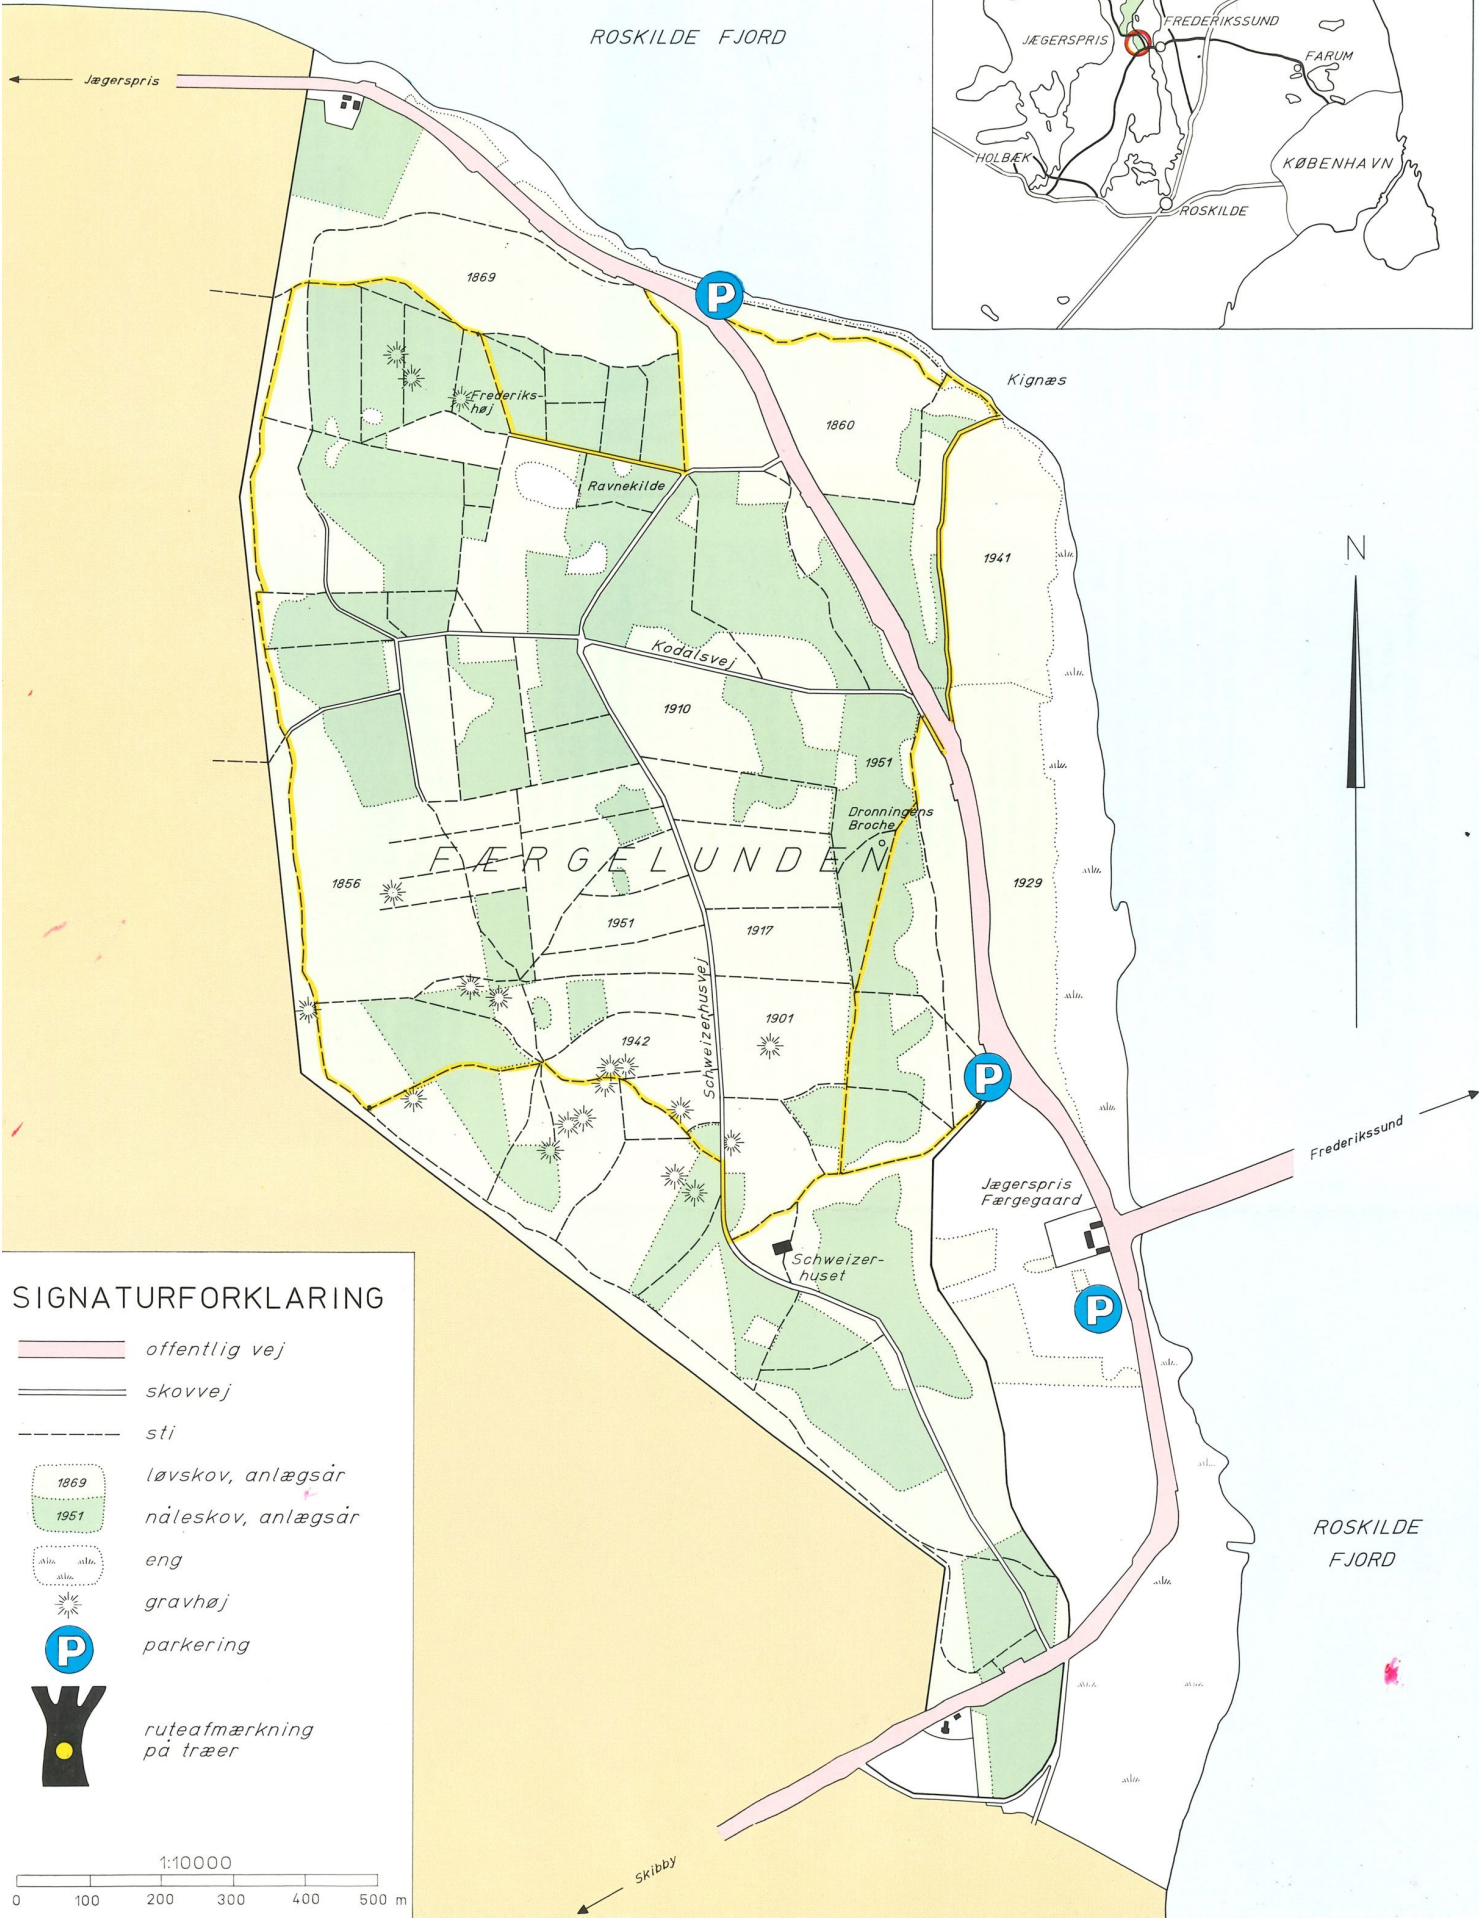 ROSKILDE FJORD
Jægerspris
FREDERIKSSUND
JÆGERSPRIS
FARUM
HOLBÆK
KØBENHAVN
ROSKILDE
1869
P
Kignæs
Frederiks-
høj
1860
Ravnekilde
1941
N
Kodalsvej
1910
1951
Dronningens
Broche
FÆRGELUNDEN
1856
1929
1951
1917
Schweizerhusvej
1901
1942
P
Frederikssund
Jægerspris
Færgegaard
Schweizer-
huset
P
SIGNATURFORKLARING
offentlig vej
skovvej
sti
1869
løvskov, anlægsår
1951
nåleskov, anlægsår
eng
gravhøj
P
parkering
ruteafmærkning
på træer
ROSKILDE
FJORD
1:10000
0 100 200 300 400 500 m
Skibby